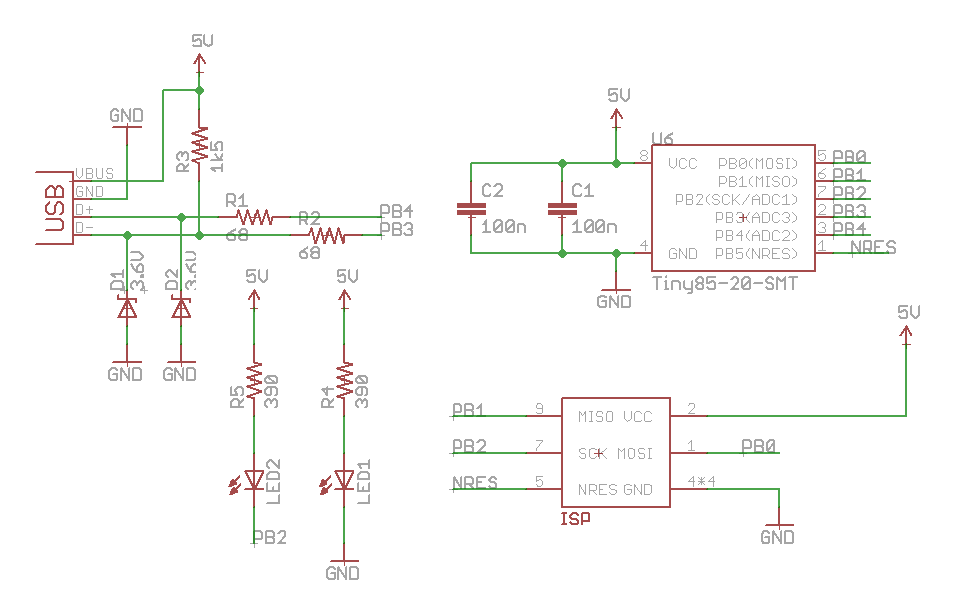 5V
GND
R3
1k5
USB
VBUS
GND
D+
D-
R1
68
R2
68
PB4
PB3
D1
3.6V
D2
3.6V
GND
GND
5V
5V
R5
390
R4
390
LED2
LED1
PB2
GND
5V
C2
100n
C1
100n
GND
U6
8
VCC
PB0(MOSI)
5
PB0
PB1(MISO)
6
PB1
PB2(SCK/ADC1)
7
PB2
PB3(ADC3)
2
PB3
PB4(ADC2)
3
PB4
4
GND
PB5(NRES)
1
NRES
Tiny85-20-SMT
5V
PB1
9
MISO VCC
2
PB2
7
SCK MOSI
1
PB0
NRES
5
NRES GND
4*4
ISP
GND